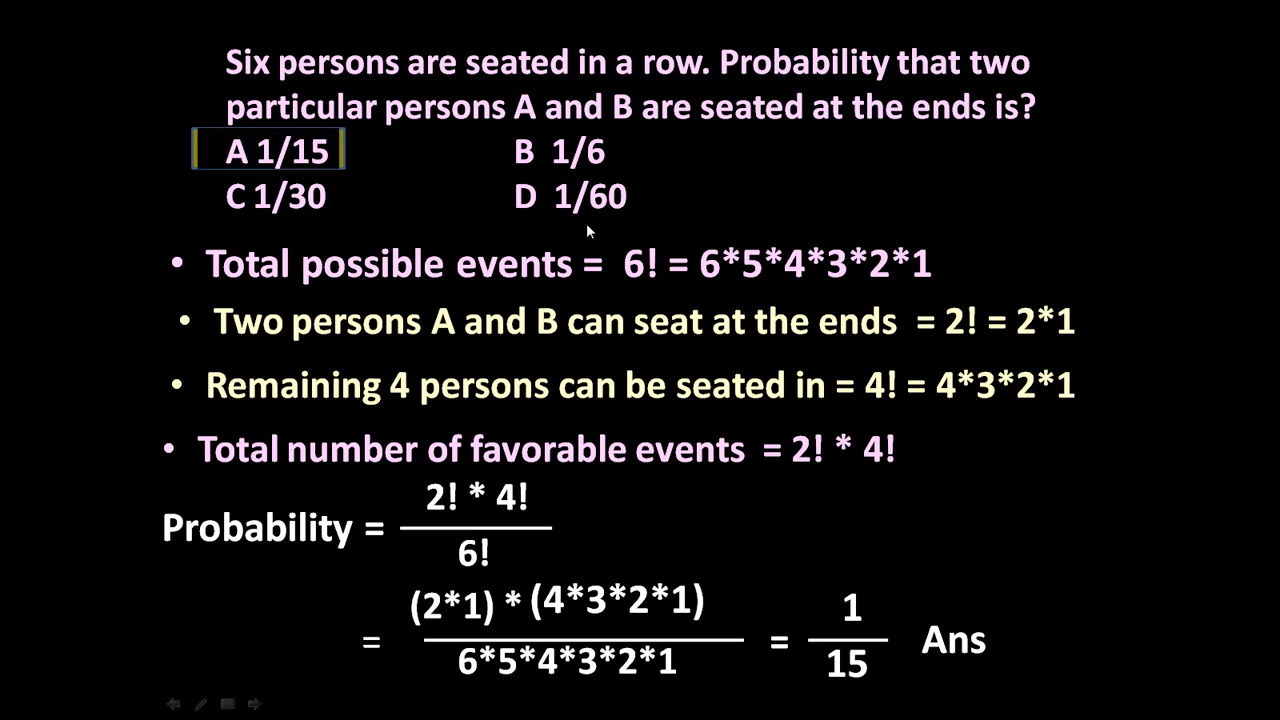 Six persons are seated in a row. Probability that two
particular persons A and B are seated at the ends is?
A 1/15 B 1/6
C 1/30 D 1/60
• Total possible events = 6! = 6*5*4*3*2*1
• Two persons A and B can seat at the ends = 2! = 2*1
• Remaining 4 persons can be seated in = 4! = 4*3*2*1
• Total number of favorable events = 2! * 4!
2! * 4!
Probability =
6!
(2*1) * (4*3*2*1) 1
= = Ans
6*5*4*3*2*1 15